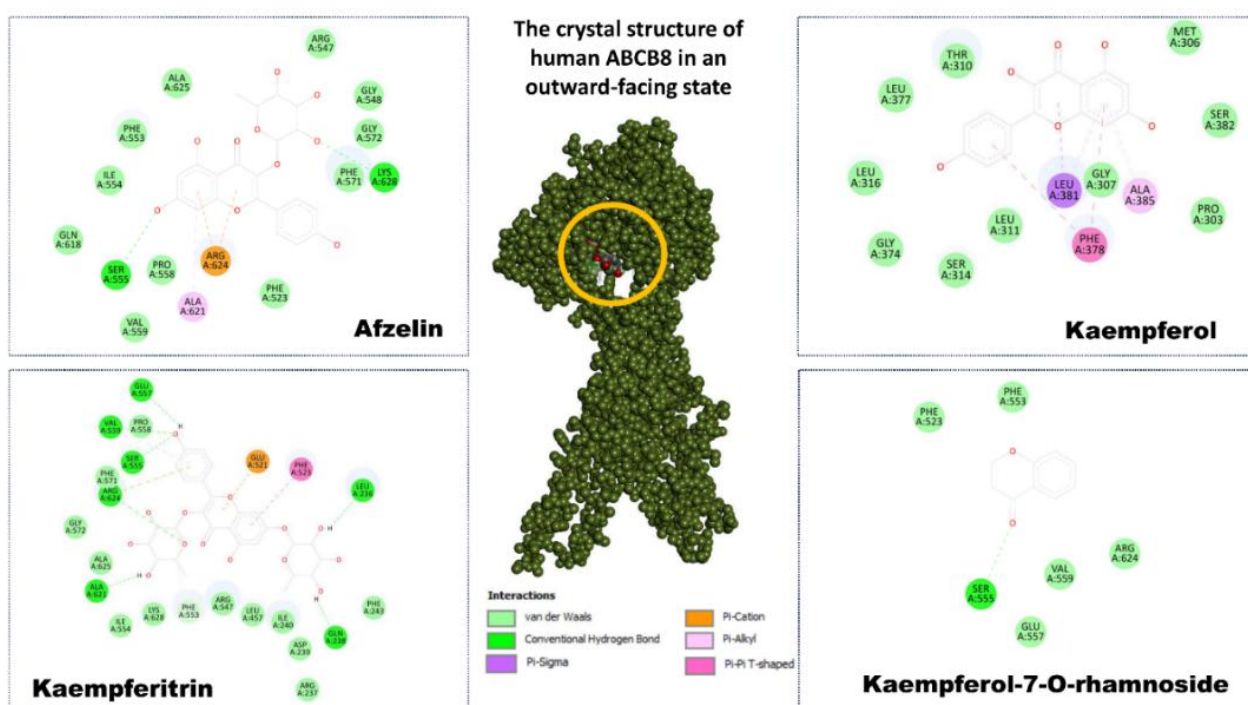 The crystal structure of
human ABCB8 in an
outward-facing state
ARG
A:547
ALA
A:625
GLY
A:548
PHE
A:553
GLY
A:572
ILE
A:554
PHE
A:571
LYS
A:628
GLN
A:618
SER
A:555
PRO
A:558
ARG
A:624
ALA
A:621
PHE
A:523
VAL
A:559
Afzelin
MET
A:306
THR
A:310
LEU
A:377
SER
A:382
LEU
A:316
LEU
A:381
GLY
A:307
ALA
A:385
PRO
A:303
LEU
A:311
GLY
A:374
SER
A:314
PHE
A:378
Kaempferol
GLU
A:557
VAL
A:559
PRO
A:558
SER
A:555
GLU
A:521
PHE
A:523
PHE
A:571
ARG
A:624
LEU
A:236
GLY
A:572
ALA
A:625
ALA
A:621
ILE
A:554
LYS
A:628
PHE
A:553
ARG
A:547
LEU
A:457
ILE
A:240
PHE
A:243
GLN
A:238
ASP
A:239
ARG
A:237
Kaempferitrin
Interactions
van der Waals
Conventional Hydrogen Bond
Pi-Sigma
Pi-Cation
Pi-Alkyl
Pi-Pi T-shaped
PHE
A:523
PHE
A:553
SER
A:555
VAL
A:559
ARG
A:624
GLU
A:557
Kaempferol-7-O-rhamnoside